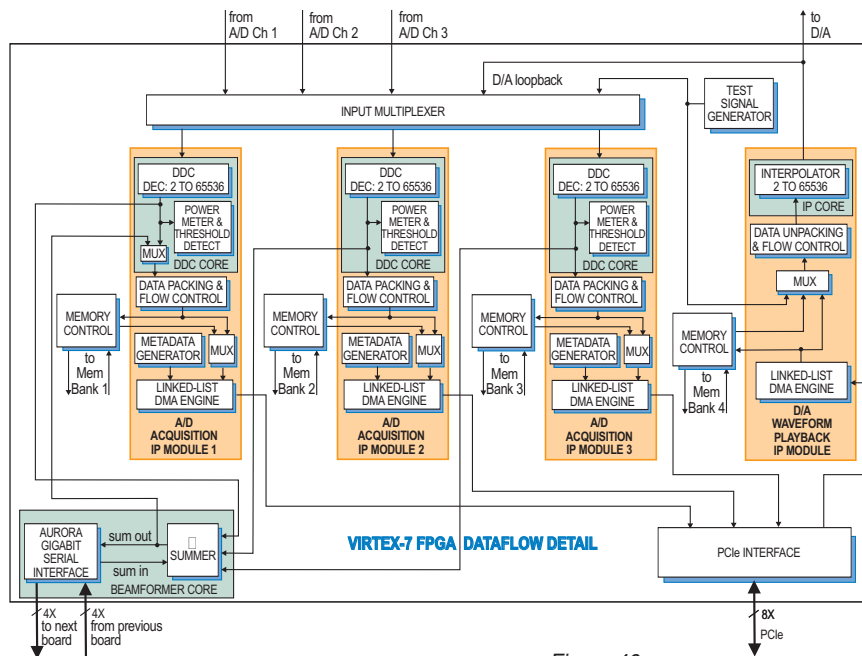 from
A/D Ch 1
from
A/D Ch 2
from
A/D Ch 3
to
D/A
D/A loopback
INPUT MULTIPLEXER
TEST
SIGNAL
GENERATOR
DDC
DEC: 2 TO 65536
POWER
METER &
THRESHOLD
DETECT
MUX
DDC CORE
DATA PACKING &
FLOW CONTROL
MEMORY
CONTROL
METADATA
GENERATOR
MUX
to
Mem
Bank 1
LINKED-LIST
DMA ENGINE
A/D
ACQUISITION
IP MODULE 1
DDC
DEC: 2 TO 65536
POWER
METER &
THRESHOLD
DETECT
DDC CORE
DATA PACKING &
FLOW CONTROL
MEMORY
CONTROL
METADATA
GENERATOR
MUX
to
Mem
Bank 2
LINKED-LIST
DMA ENGINE
A/D
ACQUISITION
IP MODULE 2
DDC
DEC: 2 TO 65536
POWER
METER &
THRESHOLD
DETECT
DDC CORE
DATA PACKING &
FLOW CONTROL
MEMORY
CONTROL
METADATA
GENERATOR
MUX
to
Mem
Bank 3
LINKED-LIST
DMA ENGINE
A/D
ACQUISITION
IP MODULE 3
INTERPOLATOR
2 TO 65536
IP CORE
DATA UNPACKING
& FLOW CONTROL
MUX
MEMORY
CONTROL
to
Mem
Bank 4
LINKED-LIST
DMA ENGINE
D/A
WAVEFORM
PLAYBACK
IP MODULE
AURORA
GIGABIT
SERIAL
INTERFACE
sum out
sum in
SUMMER
BEAMFORMER CORE
VIRTEX-7 FPGA DATAFLOW DETAIL
PCIe INTERFACE
4X
to next
board
4X
from previous
board
8X
PCIe